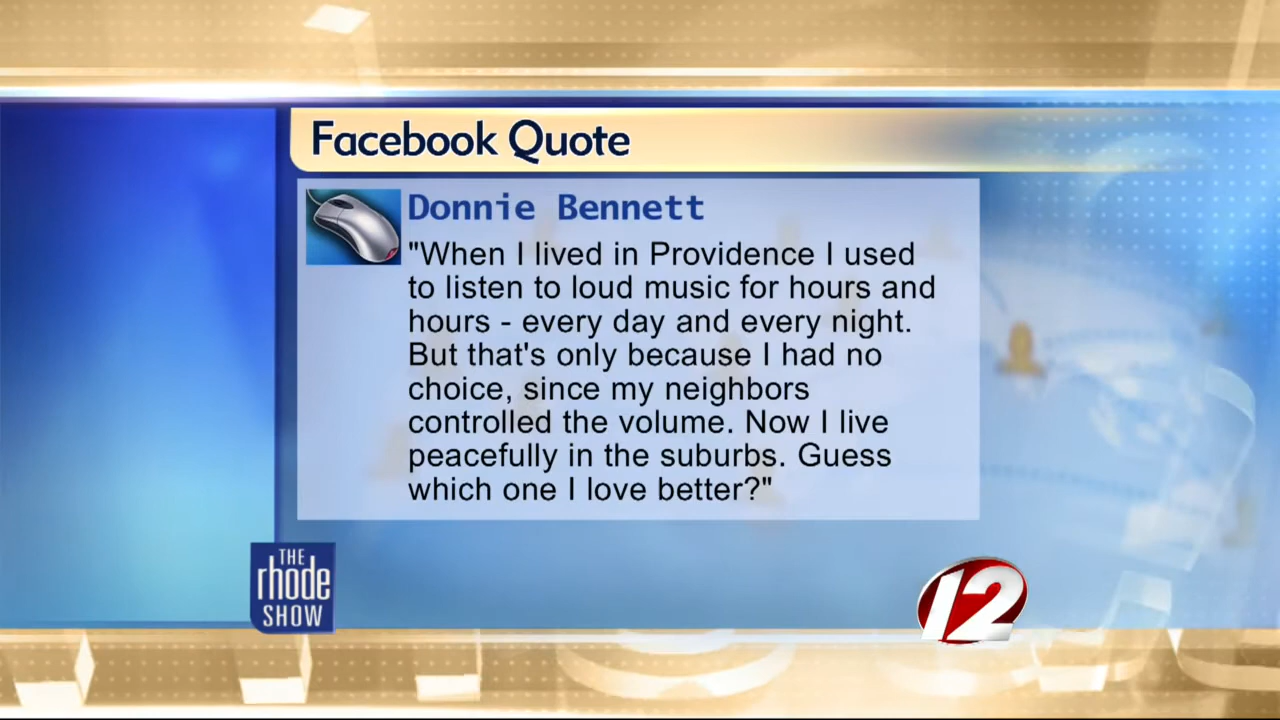 Facebook Quote
Donnie Bennett
"When I lived in Providence I used
to listen to loud music for hours and
hours - every day and every night.
But that's only because I had no
choice, since my neighbors
controlled the volume. Now I live
peacefully in the suburbs. Guess
which one I love better?"
THE
rhode
SHOW
12